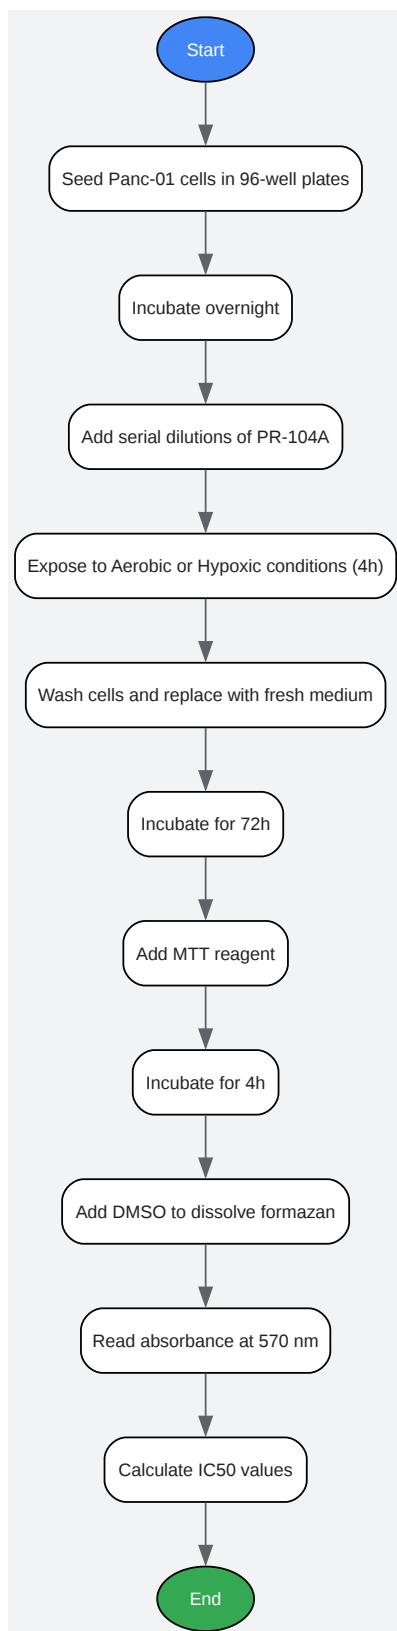 Start
Seed Panc-01 cells in 96-well plates
Incubate overnight
Add serial dilutions of PR-104A
Expose to Aerobic or Hypoxic conditions (4h)
Wash cells and replace with fresh medium
Incubate for 72h
Add MTT reagent
Incubate for 4h
Add DMSO to dissolve formazan
Read absorbance at 570 nm
Calculate IC50 values
End